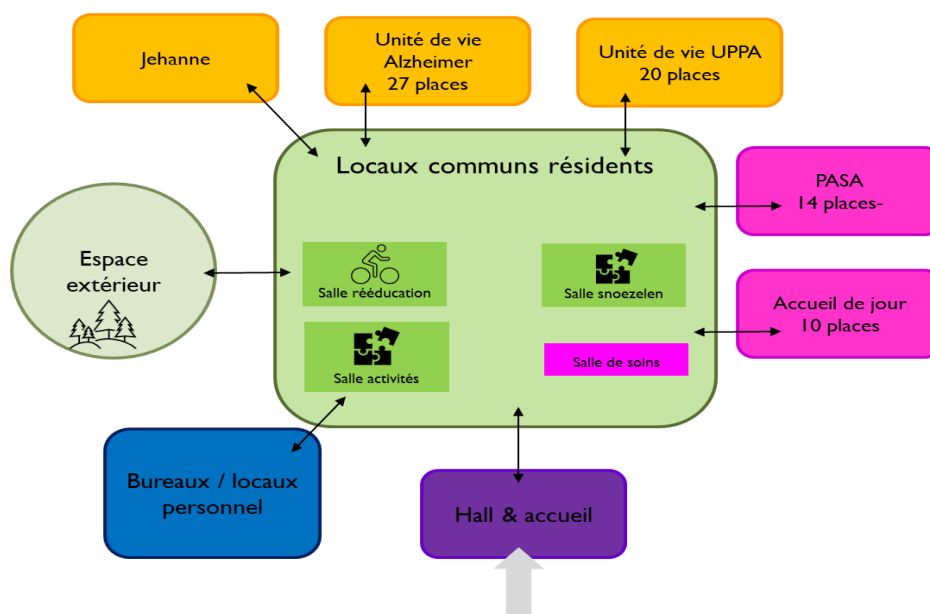 Jehanne
Unité de vie
Alzheimer
27 places
Unité de vie UPPA
20 places
Locaux communs résidents
PASA
14 places-
Espace
extérieur
Salle rééducation
Salle snoezelen
Accueil de jour
10 places
Salle activités
Salle de soins
Bureaux / locaux
personnel
Hall & accueil